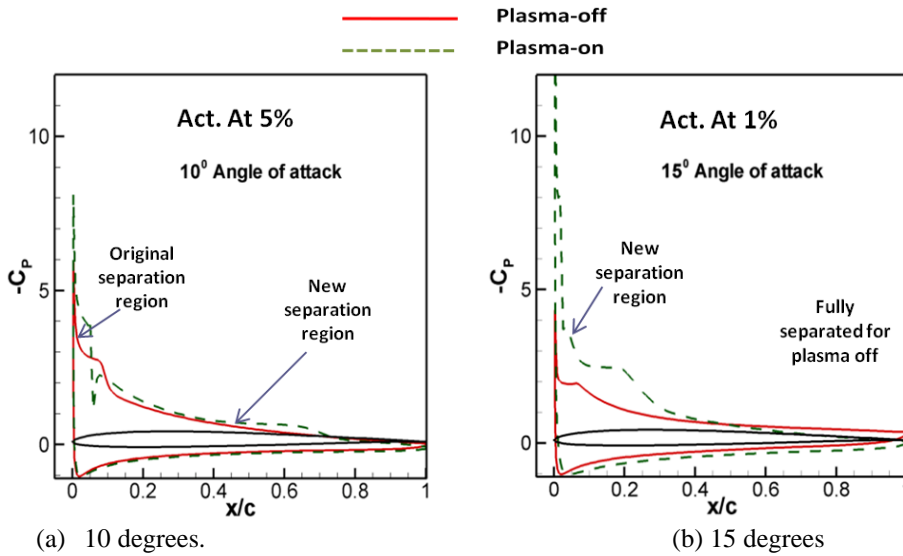 Plasma-off
Plasma-on
Act. At 5%
10⁰ Angle of attack
Original
separation
region
New
separation
region
-C_P
10
5
0
0
0.2
0.4
0.6
0.8
1
x/c
(a) 10 degrees.
Act. At 1%
15⁰ Angle of attack
New
separation
region
Fully
separated for
plasma off
-C_P
10
5
0
0
0.2
0.4
0.6
0.8
x/c
(b) 15 degrees